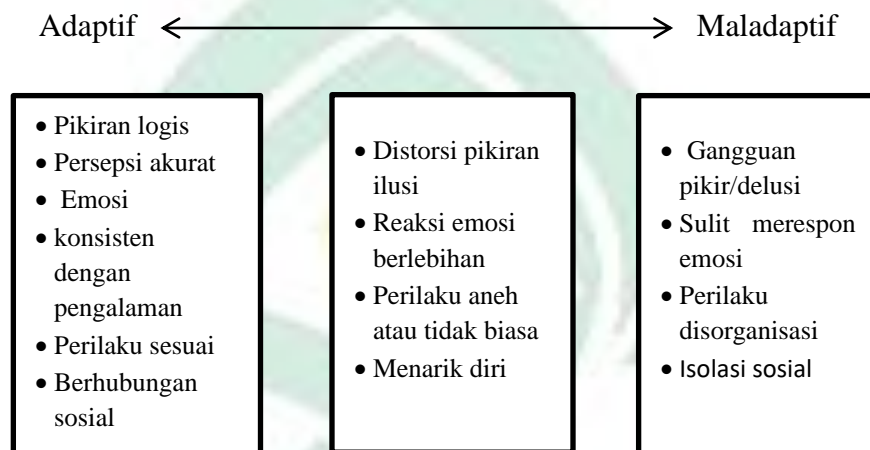 Adaptif Maladaptif
• Pikiran logis
• Persepsi akurat
• Emosi
• konsisten
dengan
pengalaman
• Perilaku sesuai
• Berhubungan
sosial
• Distorsi pikiran
ilusi
• Reaksi emosi
berlebihan
• Perilaku aneh
atau tidak biasa
• Menarik diri
• Gangguan
pikir/delusi
• Sulit merespon
emosi
• Perilaku
disorganisasi
• Isolasi sosial